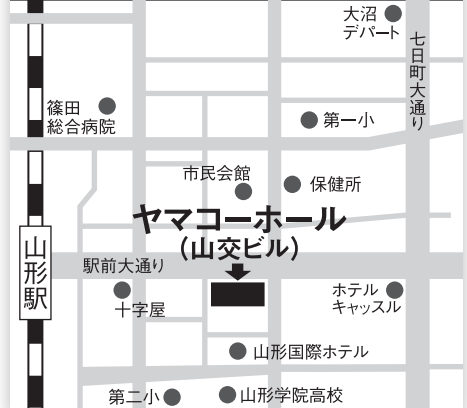 大沼
デパート
七日町大通り
篠田
総合病院
第一小
市民会館
保健所
ヤマコーホール
(山交ビル)
山形駅
駅前大通り
十字屋
ホテル
キャッスル
山形国際ホテル
第二小
山形学院高校